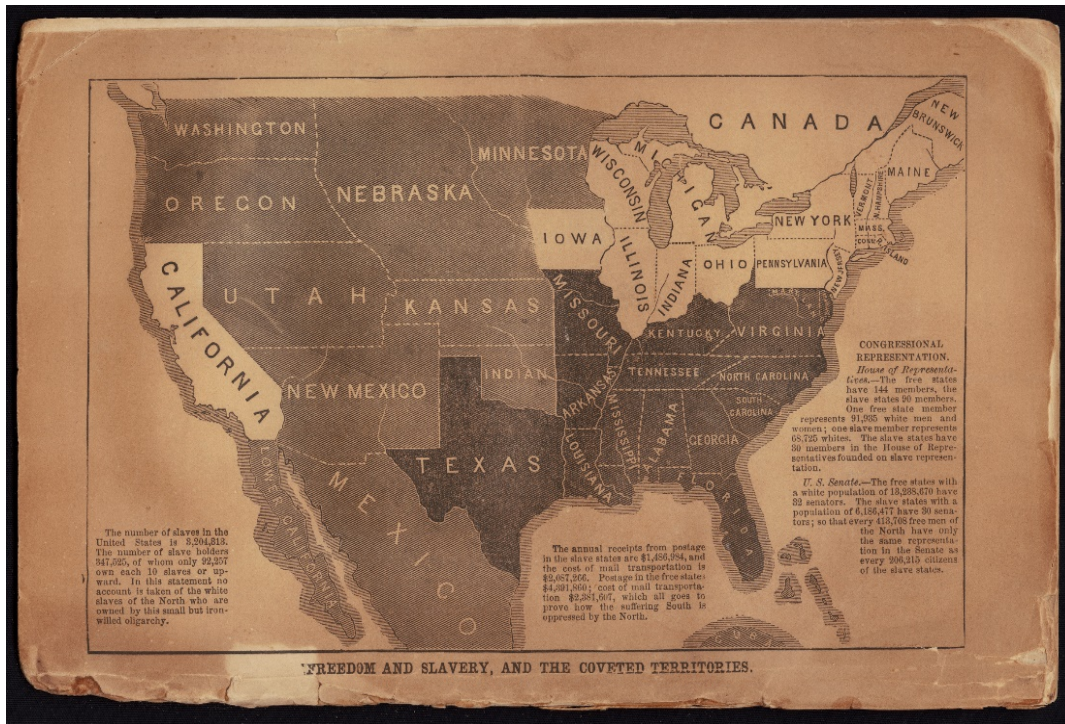 CANADA
NEW
BRUNSWICK
WASHINGTON
OREGON
NEBRASKA
MINNESOTA
WISCONSIN
MICHIGAN
MAINE
VERMONT
N. HAMPSHIRE
NEW YORK
MASS.
CONN.
R. ISLAND
IOWA
ILLINOIS
INDIANA
OHIO
PENNSYLVANIA
NEW JERSEY
MARYLAND
CALIFORNIA
UTAH
KANSAS
MISSOURI
KENTUCKY
VIRGINIA
NEW MEXICO
INDIAN
ARKANSAS
TENNESSEE
NORTH CAROLINA
SOUTH
CAROLINA
TEXAS
LOUISIANA
MISSISSIPPI
ALABAMA
GEORGIA
FLORIDA
LOWER CALIFORNIA
MEXICO
CUBA
CONGRESSIONAL
REPRESENTATION.
House of Representa-
tives.—The free states
have 144 members, the
slave states 90 members.
One free state member
represents 91,935 white men and
women; one slave member represents
68,725 whites. The slave states have
30 members in the House of Repre-
sentatives founded on slave represen-
tation.
U. S. Senate.—The free states with
a white population of 13,288,670 have
32 senators. The slave states with a
population of 6,186,477 have 30 sena-
tors; so that every 413,708 free men of
the North have only
the same representa-
tion in the Senate as
every 206,215 citizens
of the slave states.
The number of slaves in the
United States is 3,204,313.
The number of slave holders
347,525, of whom only 92,257
own each 10 slaves or up-
ward. In this statement no
account is taken of the white
slaves of the North who are
owned by this small but iron-
willed oligarchy.
The annual receipts from postage
in the slave states are $1,486,984, and
the cost of mail transportation is
$2,087,266. Postage in the free states
$4,391,860; cost of mail transporta-
tion $2,381,607, which all goes to
prove how the suffering South is
oppressed by the North.
FREEDOM AND SLAVERY, AND THE COVETED TERRITORIES.